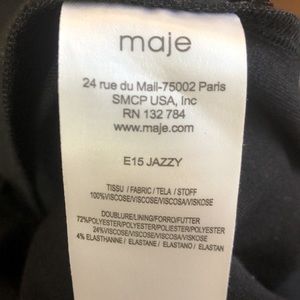 maje
24 rue du Mail-75002 Paris
SMCP USA, Inc
RN 132 784
www.maje.com
E15 JAZZY
TISSU / FABRIC / TELA / STOFF
100%VISCOSE/VISCOSE/VISCOSA/VISKOSE
DOUBLURE/LINING/FORRO/FUTTER
72%POLYESTER/POLYESTER/POLIESTER/POLYESTER
24%VISCOSE/VISCOSE/VISCOSA/VISKOSE
4% ELASTHANNE / ELASTANE / ELASTANO / ELASTAN